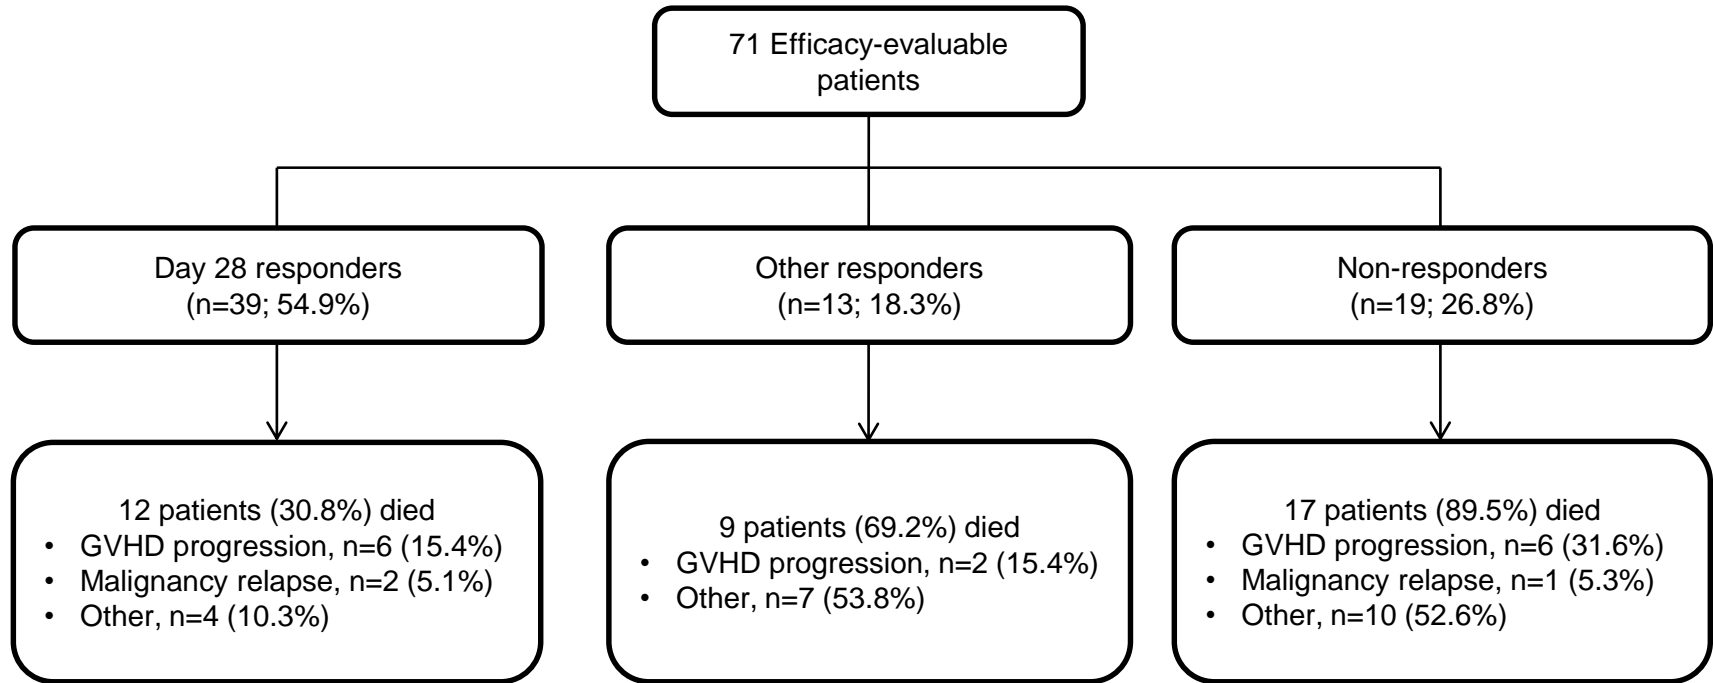 71 Efficacy-evaluable
patients
Day 28 responders
(n=39; 54.9%)
Other responders
(n=13; 18.3%)
Non-responders
(n=19; 26.8%)
12 patients (30.8%) died
• GVHD progression, n=6 (15.4%)
• Malignancy relapse, n=2 (5.1%)
• Other, n=4 (10.3%)
9 patients (69.2%) died
• GVHD progression, n=2 (15.4%)
• Other, n=7 (53.8%)
17 patients (89.5%) died
• GVHD progression, n=6 (31.6%)
• Malignancy relapse, n=1 (5.3%)
• Other, n=10 (52.6%)